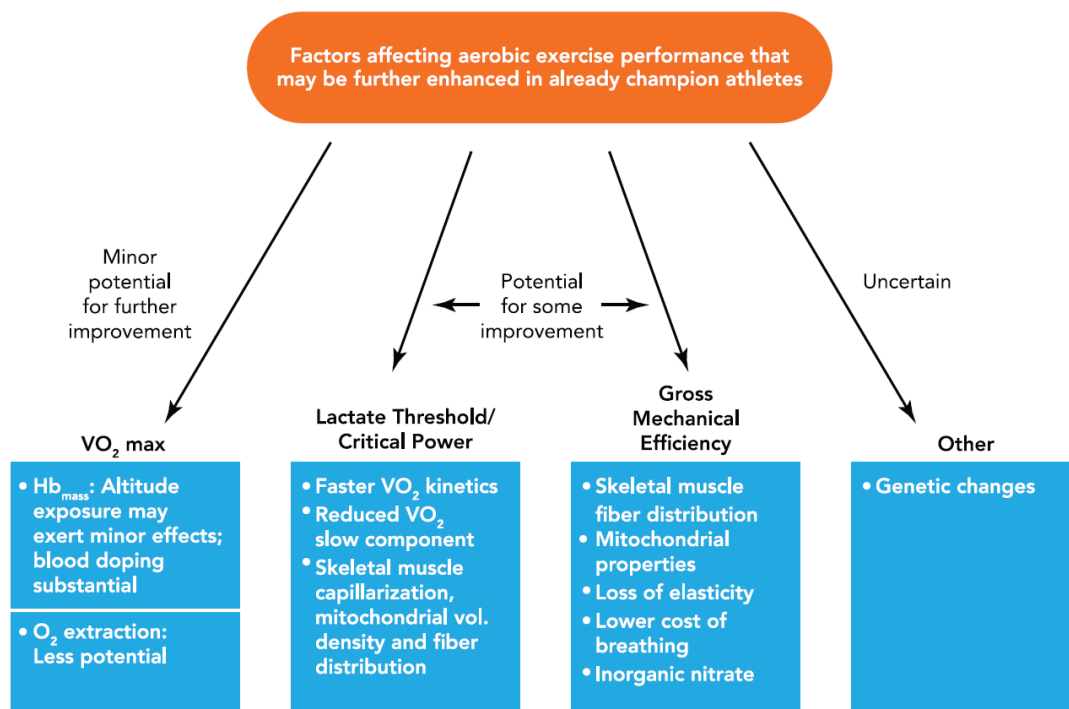 Factors affecting aerobic exercise performance that
may be further enhanced in already champion athletes
Minor
potential
for further
improvement
Potential
for some
improvement
Uncertain
VO₂ max
• Hbmass: Altitude
exposure may
exert minor effects;
blood doping
substantial
• O₂ extraction:
Less potential
Lactate Threshold/
Critical Power
• Faster VO₂ kinetics
• Reduced VO₂
slow component
• Skeletal muscle
capillarization,
mitochondrial vol.
density and fiber
distribution
Gross
Mechanical
Efficiency
• Skeletal muscle
fiber distribution
• Mitochondrial
properties
• Loss of elasticity
• Lower cost of
breathing
• Inorganic nitrate
Other
• Genetic changes